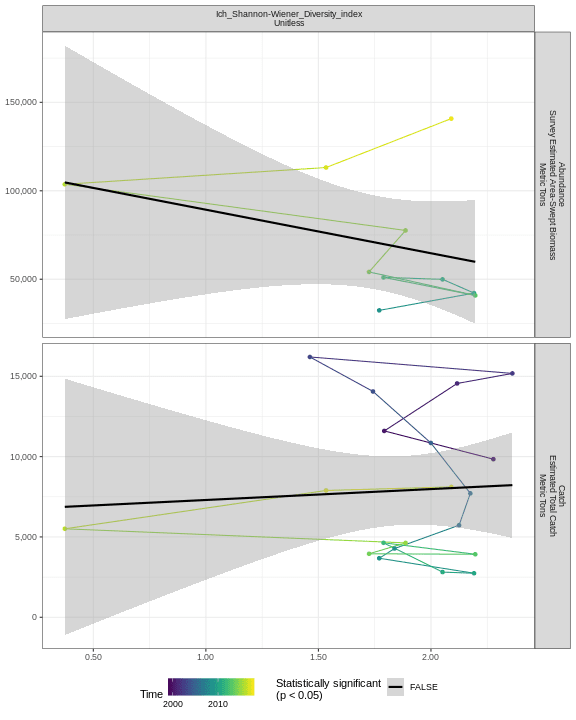 Ich_Shannon-Wiener_Diversity_index
Unitless
150,000
100,000
50,000
Abundance
Survey Estimated Area-Swept Biomass
Metric Tons
15,000
10,000
5,000
0
Catch
Estimated Total Catch
Metric Tons
0.50 1.00 1.50 2.00
Time
2000 2010
Statistically significant
(p < 0.05)
FALSE